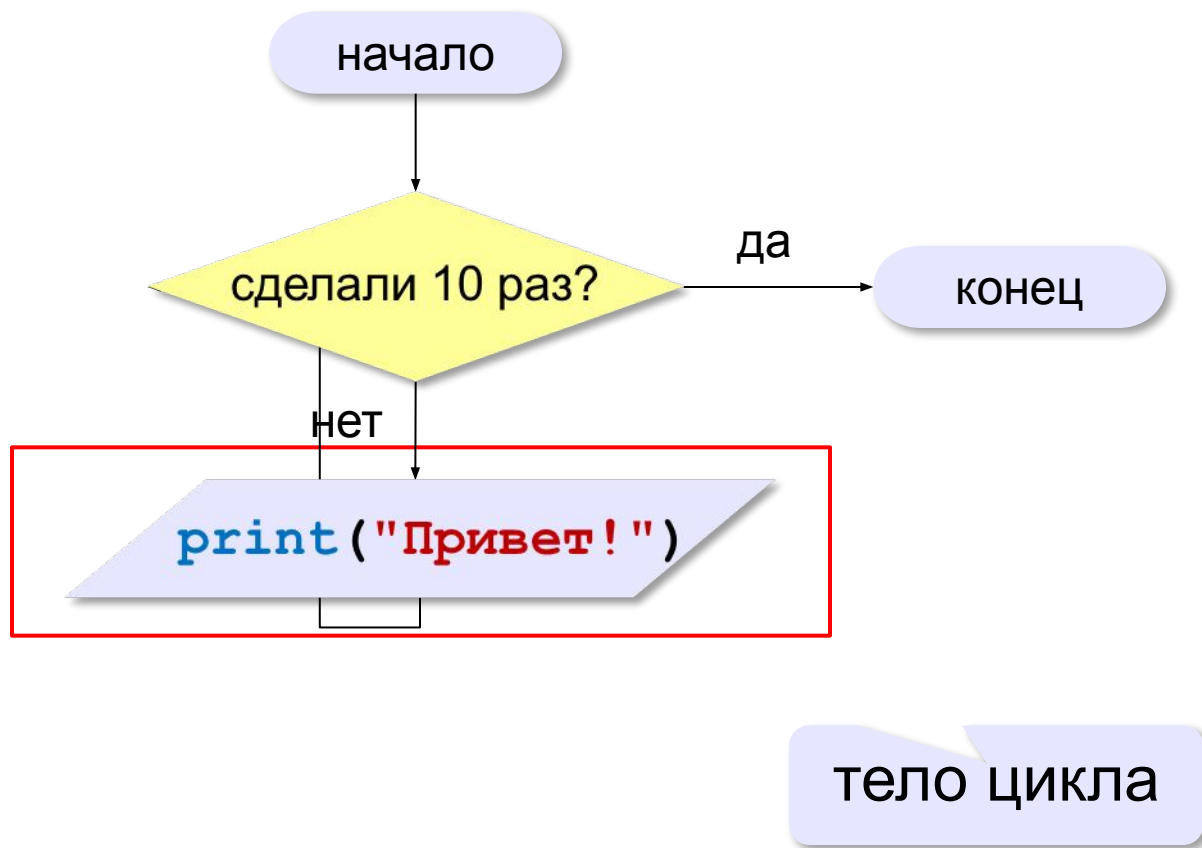 начало
да
сделали 10 раз?
конец
нет
print("Привет!")
тело цикла